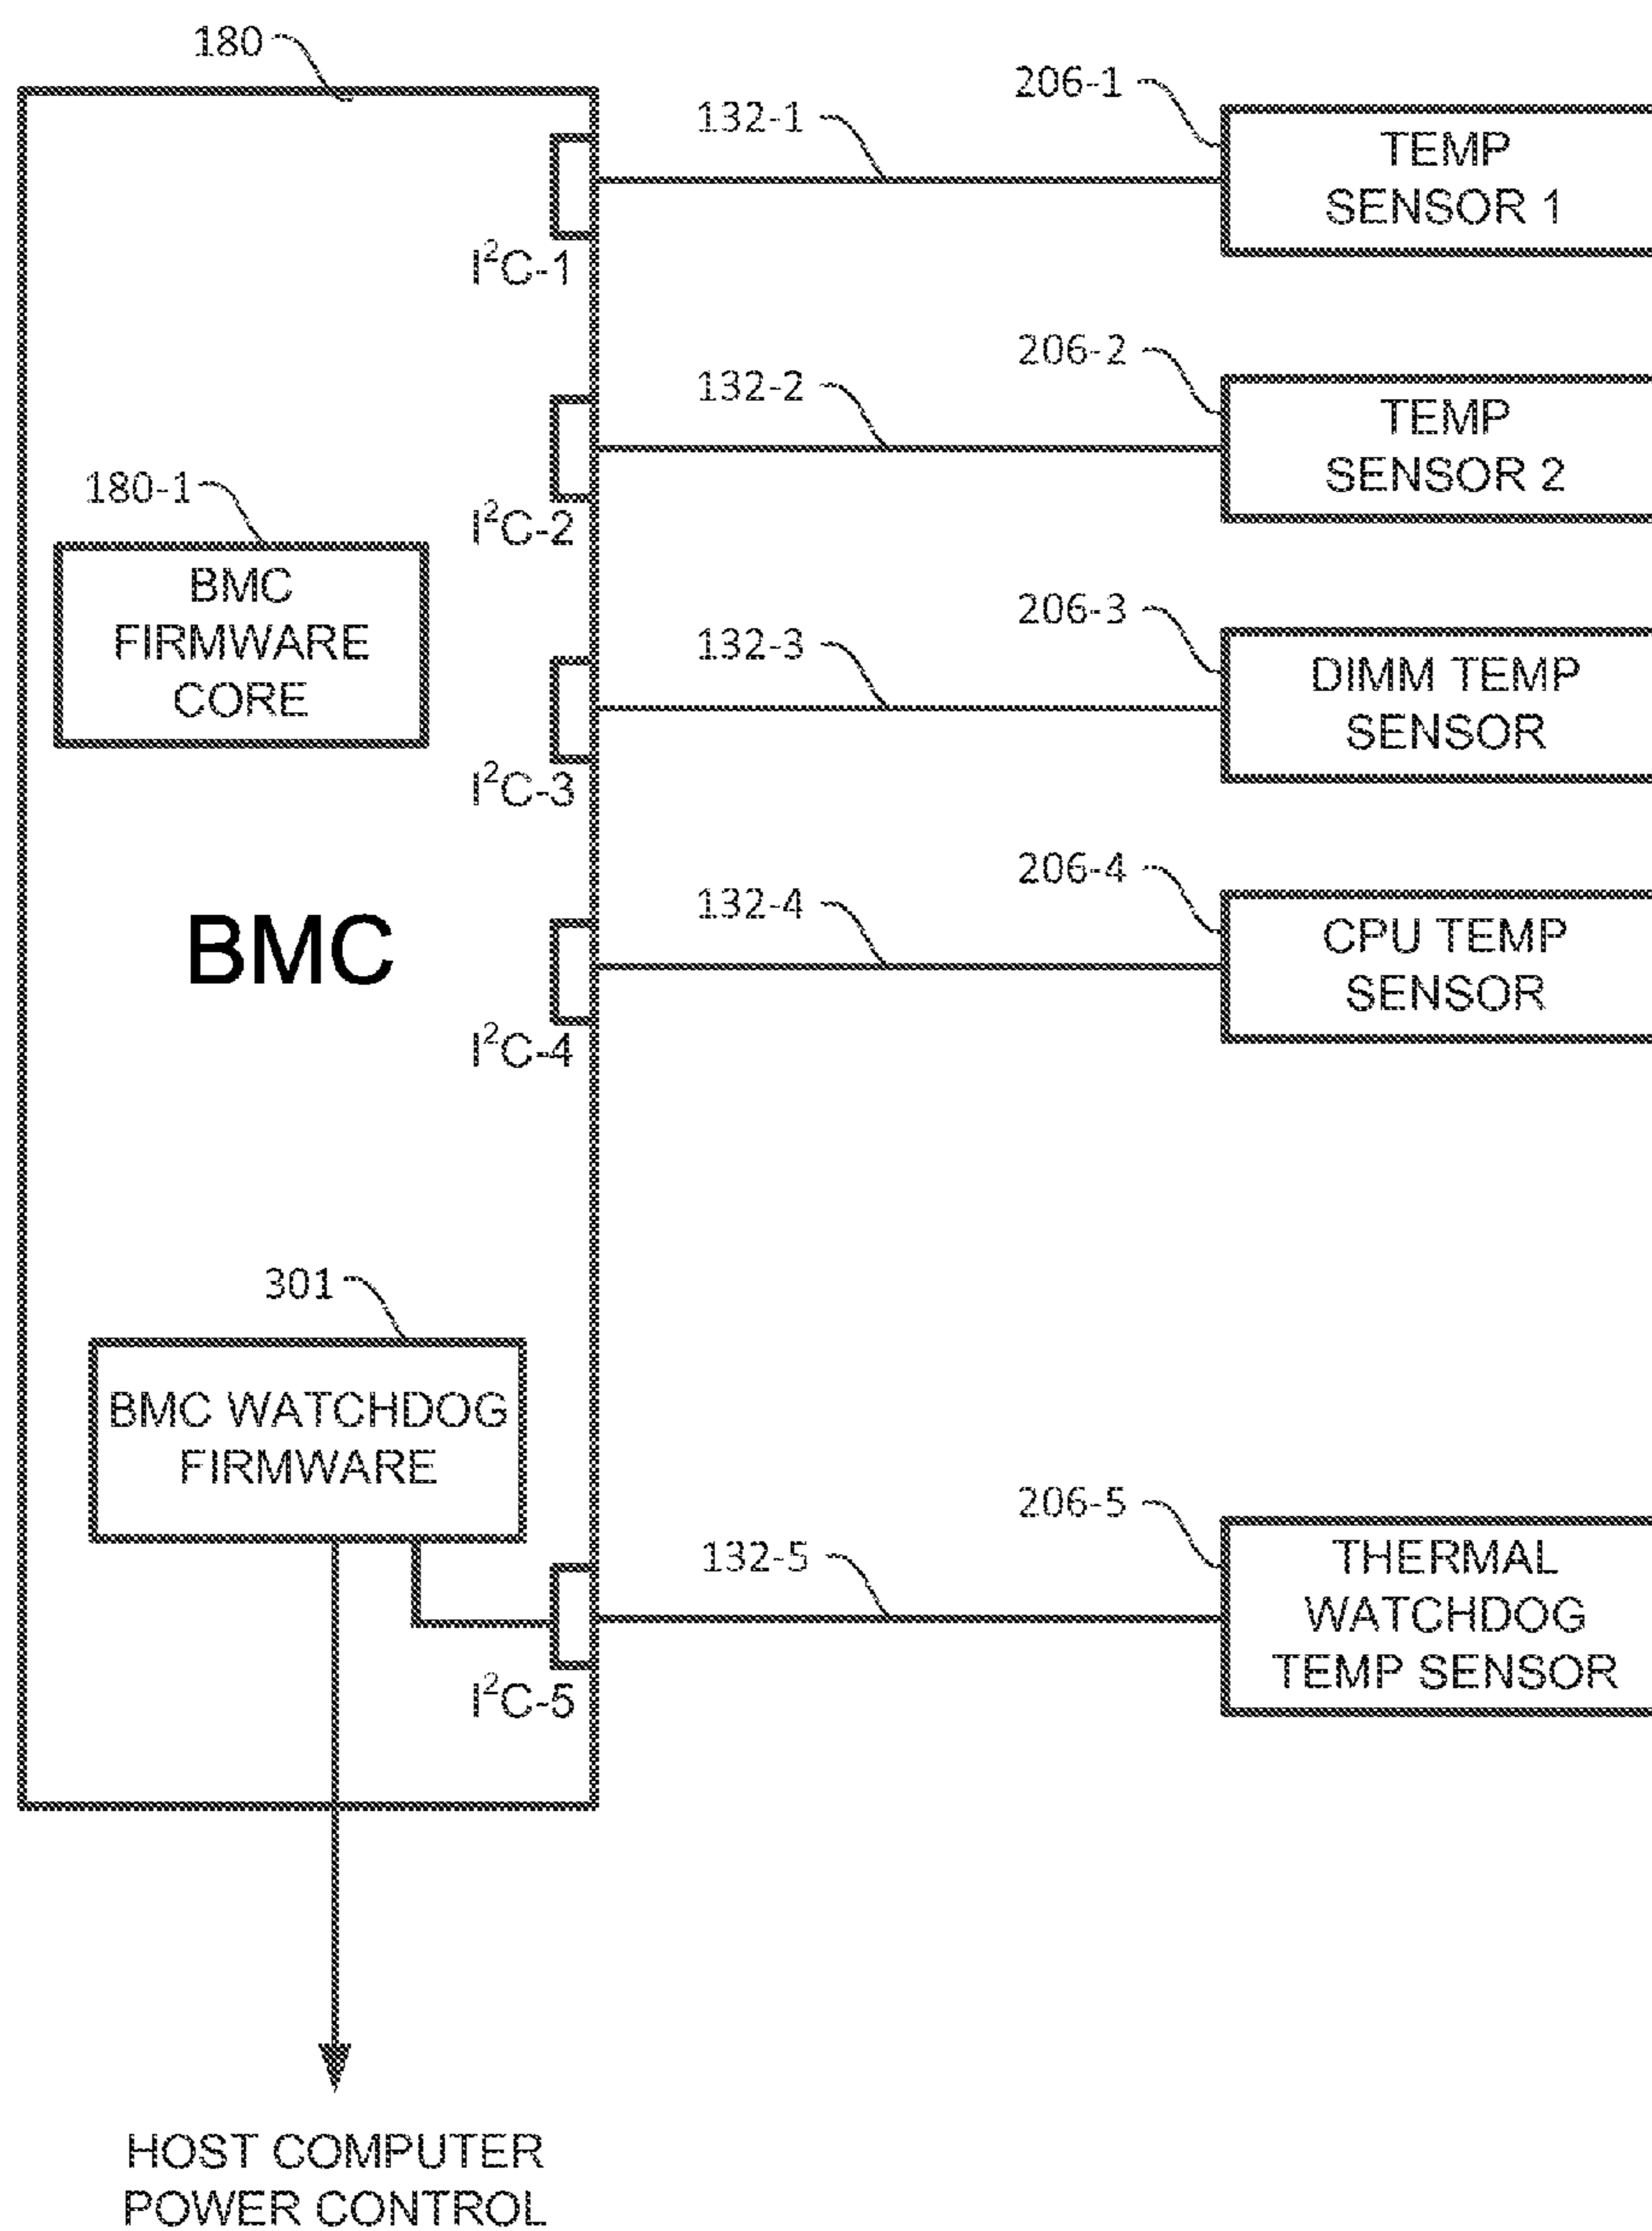 180
206-1
132-1
TEMP
SENSOR 1
I²C-1
206-2
132-2
TEMP
SENSOR 2
180-1
I²C-2
BMC
FIRMWARE
CORE
206-3
132-3
DIMM TEMP
SENSOR
I²C-3
206-4
132-4
CPU TEMP
SENSOR
BMC
I²C-4
301
BMC WATCHDOG
FIRMWARE
206-5
132-5
THERMAL
WATCHDOG
TEMP SENSOR
I²C-5
HOST COMPUTER
POWER CONTROL